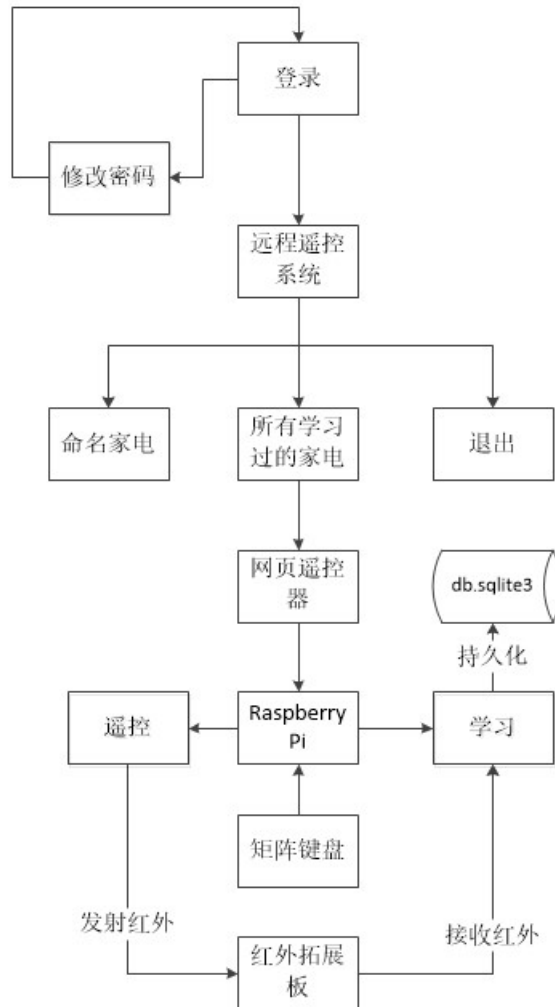 登录
修改密码
远程遥控
系统
命名家电
所有学习
过的家电
退出
网页遥控
器
db.sqlite3
持久化
遥控
Raspberry
Pi
学习
矩阵键盘
发射红外
接收红外
红外拓展
板